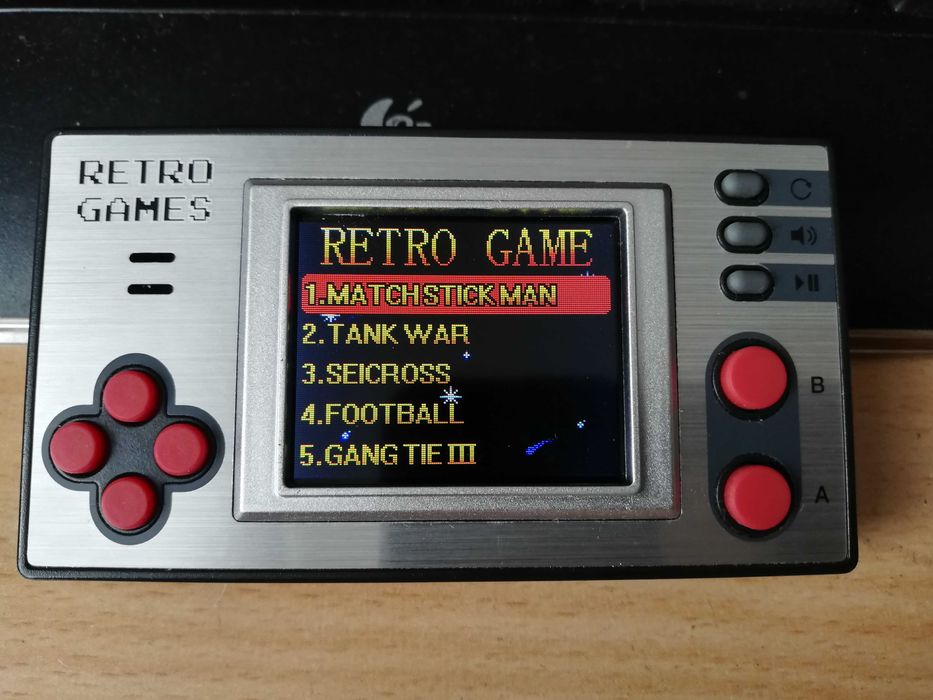 RETRO
GAMES
RETRO GAME
1.MATCHSTICK MAN
2.TANK WAR
3.SEICROSS
4.FOOTBALL
5.GANG TIE III
B
A